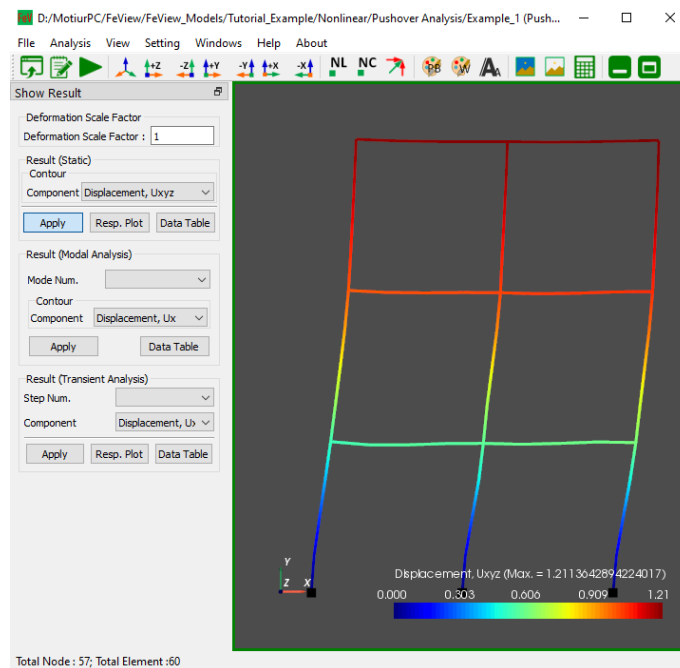 FeV D:/MotiurPC/FeView/FeView_Models/Tutorial_Example/Nonlinear/Pushover Analysis/Example_1 (Push...
File Analysis View Setting Windows Help About
+Z -Z +Y -Y +X -X NL NC PB W A
Show Result
Deformation Scale Factor
Deformation Scale Factor : 1
Result (Static)
Contour
Component Displacement, Uxyz
Apply Resp. Plot Data Table
Result (Modal Analysis)
Mode Num.
Contour
Component Displacement, Ux
Apply Data Table
Result (Transient Analysis)
Step Num.
Component Displacement, Ux
Apply Resp. Plot Data Table
Y
Z X
Displacement, Uxyz (Max. = 1.2113642894224017)
0.000 0.303 0.606 0.909 1.21
Total Node : 57; Total Element :60